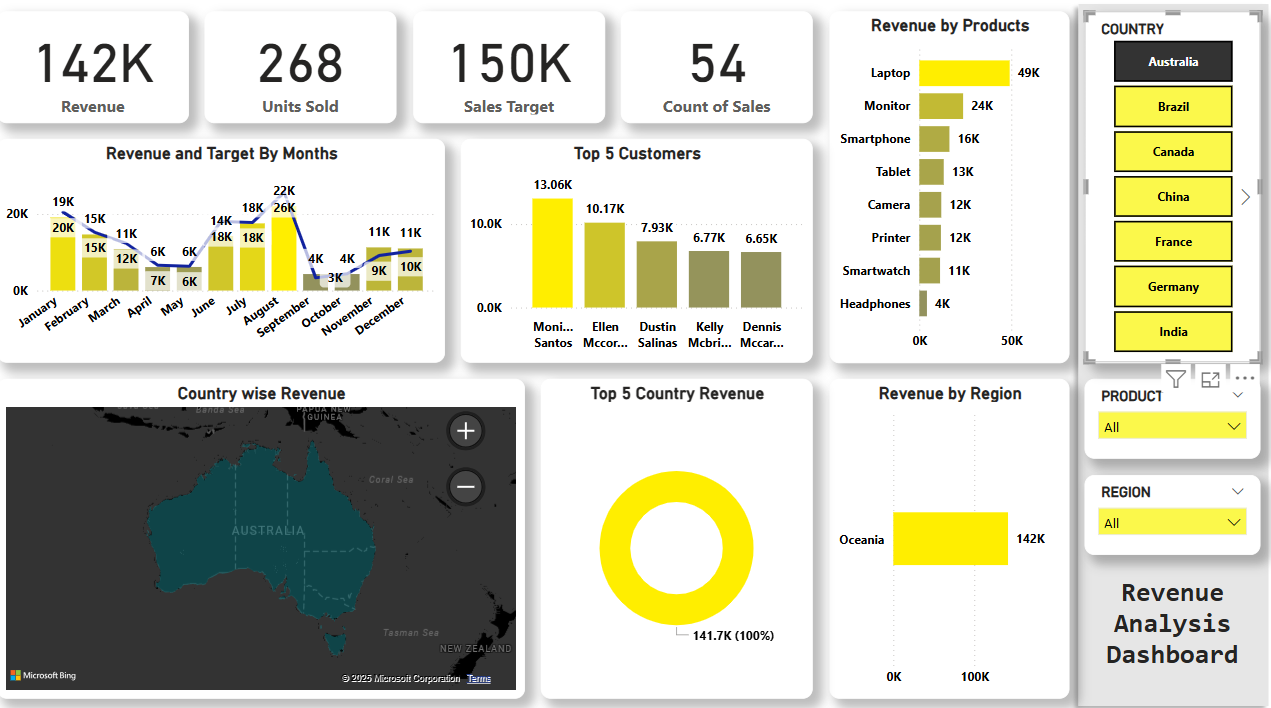 142K
Revenue
268
Units Sold
150K
Sales Target
54
Count of Sales
Revenue and Target By Months
20K
0K
19K
15K
11K
6K
6K
14K
18K
22K
4K
4K
11K
11K
20K
15K
12K
7K
6K
18K
18K
26K
3K
9K
10K
January
February
March
April
May
June
July
August
September
October
November
December
Top 5 Customers
10.0K
0.0K
13.06K
10.17K
7.93K
6.77K
6.65K
Moni...
Santos
Ellen
Mccor...
Dustin
Salinas
Kelly
Mcbri...
Dennis
Mccar...
Revenue by Products
Laptop 49K
Monitor 24K
Smartphone 16K
Tablet 13K
Camera 12K
Printer 12K
Smartwatch 11K
Headphones 4K
0K 50K
COUNTRY
Australia
Brazil
Canada
China
France
Germany
India
Country wise Revenue
Banda Sea
PAPUA NEW
GUINEA
Coral Sea
AUSTRALIA
Tasman Sea
NEW ZEALAND
Microsoft Bing
© 2025 Microsoft Corporation Terms
Top 5 Country Revenue
141.7K (100%)
Revenue by Region
Oceania 142K
0K 100K
PRODUCT
All
REGION
All
Revenue
Analysis
Dashboard